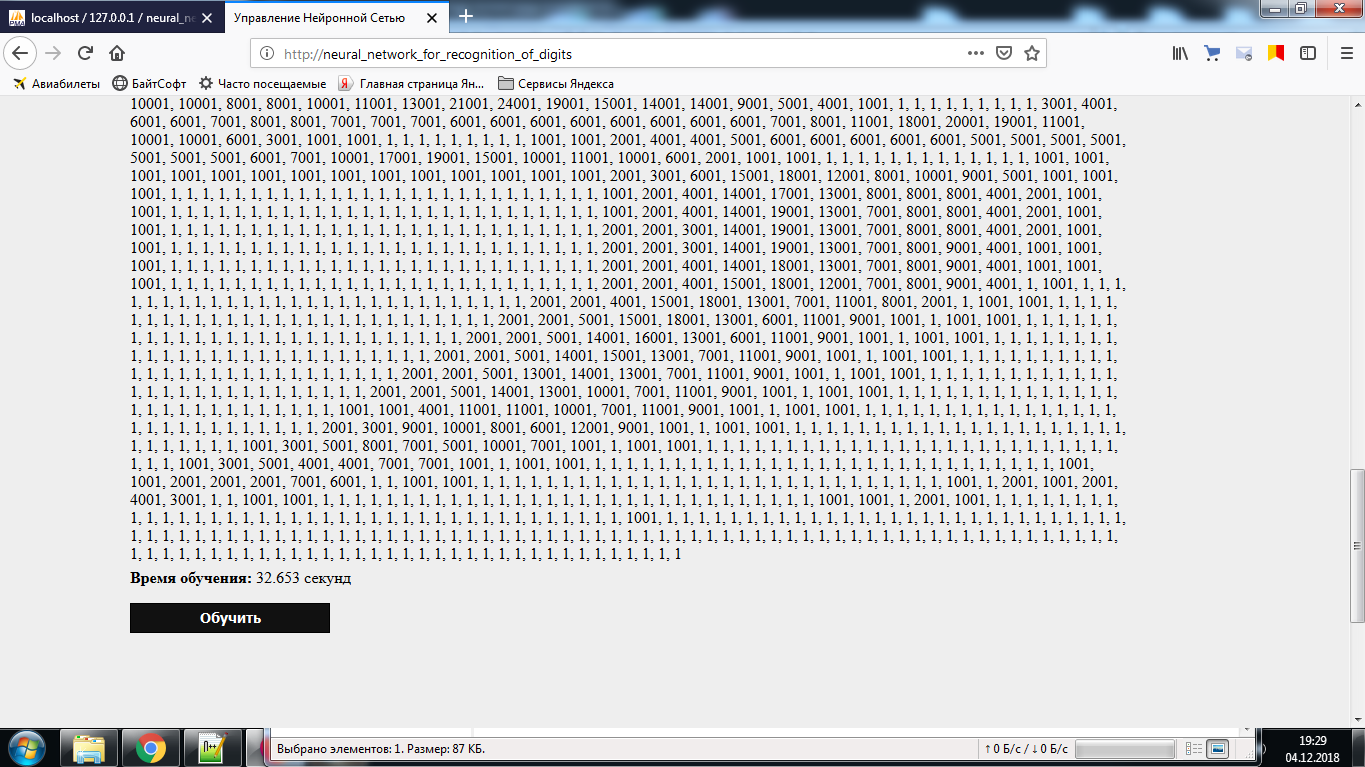 localhost / 127.0.0.1 / neural_ne
Управление Нейронной Сетью
http://neural_network_for_recognition_of_digits
Авиабилеты БайтСофт Часто посещаемые Главная страница Ян... Сервисы Яндекса
10001, 10001, 8001, 8001, 10001, 11001, 13001, 21001, 24001, 19001, 15001, 14001, 14001, 9001, 5001, 4001, 1001, 1, 1, 1, 1, 1, 1, 1, 1, 1, 3001, 4001,
6001, 6001, 7001, 8001, 8001, 7001, 7001, 7001, 6001, 6001, 6001, 6001, 6001, 6001, 6001, 6001, 7001, 8001, 11001, 18001, 20001, 19001, 11001,
10001, 10001, 6001, 3001, 1001, 1001, 1, 1, 1, 1, 1, 1, 1, 1, 1, 1001, 1001, 2001, 4001, 4001, 5001, 6001, 6001, 6001, 6001, 6001, 5001, 5001, 5001, 5001,
5001, 5001, 5001, 6001, 7001, 10001, 17001, 19001, 15001, 10001, 11001, 10001, 6001, 2001, 1001, 1001, 1, 1, 1, 1, 1, 1, 1, 1, 1, 1, 1, 1, 1, 1001, 1001,
1001, 1001, 1001, 1001, 1001, 1001, 1001, 1001, 1001, 1001, 1001, 1001, 2001, 3001, 6001, 15001, 18001, 12001, 8001, 10001, 9001, 5001, 1001, 1001,
1001, 1, 1, 1, 1, 1, 1, 1, 1, 1, 1, 1, 1, 1, 1, 1, 1, 1, 1, 1, 1, 1, 1, 1, 1, 1, 1, 1, 1001, 2001, 4001, 14001, 17001, 13001, 8001, 8001, 8001, 4001, 2001, 1001,
1001, 1, 1, 1, 1, 1, 1, 1, 1, 1, 1, 1, 1, 1, 1, 1, 1, 1, 1, 1, 1, 1, 1, 1, 1, 1, 1, 1, 1001, 2001, 4001, 14001, 19001, 13001, 7001, 8001, 8001, 4001, 2001, 1001,
1001, 1, 1, 1, 1, 1, 1, 1, 1, 1, 1, 1, 1, 1, 1, 1, 1, 1, 1, 1, 1, 1, 1, 1, 1, 1, 1, 1, 2001, 2001, 3001, 14001, 19001, 13001, 7001, 8001, 8001, 4001, 2001, 1001,
1001, 1, 1, 1, 1, 1, 1, 1, 1, 1, 1, 1, 1, 1, 1, 1, 1, 1, 1, 1, 1, 1, 1, 1, 1, 1, 1, 1, 2001, 2001, 3001, 14001, 19001, 13001, 7001, 8001, 9001, 4001, 1001, 1001,
1001, 1, 1, 1, 1, 1, 1, 1, 1, 1, 1, 1, 1, 1, 1, 1, 1, 1, 1, 1, 1, 1, 1, 1, 1, 1, 1, 1, 2001, 2001, 4001, 14001, 18001, 13001, 7001, 8001, 9001, 4001, 1001, 1001,
1001, 1, 1, 1, 1, 1, 1, 1, 1, 1, 1, 1, 1, 1, 1, 1, 1, 1, 1, 1, 1, 1, 1, 1, 1, 1, 1, 1, 2001, 2001, 4001, 15001, 18001, 12001, 7001, 8001, 9001, 4001, 1, 1001, 1, 1, 1,
1, 1, 1, 1, 1, 1, 1, 1, 1, 1, 1, 1, 1, 1, 1, 1, 1, 1, 1, 1, 1, 1, 1, 1, 1, 2001, 2001, 4001, 15001, 18001, 13001, 7001, 11001, 8001, 2001, 1, 1001, 1001, 1, 1, 1, 1,
1, 1, 1, 1, 1, 1, 1, 1, 1, 1, 1, 1, 1, 1, 1, 1, 1, 1, 1, 1, 1, 1, 1, 2001, 2001, 5001, 15001, 18001, 13001, 6001, 11001, 9001, 1001, 1, 1001, 1001, 1, 1, 1, 1, 1, 1,
1, 1, 1, 1, 1, 1, 1, 1, 1, 1, 1, 1, 1, 1, 1, 1, 1, 1, 1, 1, 1, 2001, 2001, 5001, 14001, 16001, 13001, 6001, 11001, 9001, 1001, 1, 1001, 1001, 1, 1, 1, 1, 1, 1, 1, 1,
1, 1, 1, 1, 1, 1, 1, 1, 1, 1, 1, 1, 1, 1, 1, 1, 1, 1, 1, 2001, 2001, 5001, 14001, 15001, 13001, 7001, 11001, 9001, 1001, 1, 1001, 1001, 1, 1, 1, 1, 1, 1, 1, 1, 1, 1,
1, 1, 1, 1, 1, 1, 1, 1, 1, 1, 1, 1, 1, 1, 1, 1, 1, 2001, 2001, 5001, 13001, 14001, 13001, 7001, 11001, 9001, 1001, 1, 1001, 1001, 1, 1, 1, 1, 1, 1, 1, 1, 1, 1, 1, 1,
1, 1, 1, 1, 1, 1, 1, 1, 1, 1, 1, 1, 1, 1, 1, 2001, 2001, 5001, 14001, 13001, 10001, 7001, 11001, 9001, 1001, 1, 1001, 1001, 1, 1, 1, 1, 1, 1, 1, 1, 1, 1, 1, 1, 1, 1,
1, 1, 1, 1, 1, 1, 1, 1, 1, 1, 1, 1, 1, 1001, 1001, 4001, 11001, 11001, 10001, 7001, 11001, 9001, 1001, 1, 1001, 1001, 1, 1, 1, 1, 1, 1, 1, 1, 1, 1, 1, 1, 1, 1, 1, 1,
1, 1, 1, 1, 1, 1, 1, 1, 1, 1, 1, 1, 2001, 3001, 9001, 10001, 8001, 6001, 12001, 9001, 1001, 1, 1001, 1001, 1, 1, 1, 1, 1, 1, 1, 1, 1, 1, 1, 1, 1, 1, 1, 1, 1, 1, 1, 1, 1,
1, 1, 1, 1, 1, 1, 1, 1001, 3001, 5001, 8001, 7001, 5001, 10001, 7001, 1001, 1, 1001, 1001, 1, 1, 1, 1, 1, 1, 1, 1, 1, 1, 1, 1, 1, 1, 1, 1, 1, 1, 1, 1, 1, 1, 1, 1, 1, 1,
1, 1, 1, 1001, 3001, 5001, 4001, 4001, 7001, 7001, 1001, 1, 1001, 1001, 1, 1, 1, 1, 1, 1, 1, 1, 1, 1, 1, 1, 1, 1, 1, 1, 1, 1, 1, 1, 1, 1, 1, 1, 1, 1, 1, 1, 1, 1001,
1001, 2001, 2001, 2001, 7001, 6001, 1, 1, 1001, 1001, 1, 1, 1, 1, 1, 1, 1, 1, 1, 1, 1, 1, 1, 1, 1, 1, 1, 1, 1, 1, 1, 1, 1, 1, 1, 1, 1, 1, 1, 1001, 1, 2001, 1001, 2001,
4001, 3001, 1, 1, 1001, 1001, 1, 1, 1, 1, 1, 1, 1, 1, 1, 1, 1, 1, 1, 1, 1, 1, 1, 1, 1, 1, 1, 1, 1, 1, 1, 1, 1, 1, 1, 1, 1, 1001, 1001, 1, 2001, 1001, 1, 1, 1, 1, 1, 1, 1, 1,
1, 1, 1, 1, 1, 1, 1, 1, 1, 1, 1, 1, 1, 1, 1, 1, 1, 1, 1, 1, 1, 1, 1, 1, 1, 1, 1, 1, 1, 1, 1, 1001, 1, 1, 1, 1, 1, 1, 1, 1, 1, 1, 1, 1, 1, 1, 1, 1, 1, 1, 1, 1, 1, 1, 1, 1, 1, 1, 1, 1, 1,
1, 1, 1, 1, 1, 1, 1, 1, 1, 1, 1, 1, 1, 1, 1, 1, 1, 1, 1, 1, 1, 1, 1, 1, 1, 1, 1, 1, 1, 1, 1, 1, 1, 1, 1, 1, 1, 1, 1, 1, 1, 1, 1, 1, 1, 1, 1, 1, 1, 1, 1, 1, 1, 1, 1, 1, 1, 1, 1, 1, 1, 1,
1, 1, 1, 1, 1, 1, 1, 1, 1, 1, 1, 1, 1, 1, 1, 1, 1, 1, 1, 1, 1, 1, 1, 1, 1, 1, 1, 1, 1, 1, 1, 1, 1, 1, 1
Время обучения: 32.653 секунд
Обучить
Выбрано элементов: 1. Размер: 87 КБ.
↑ 0 Б/с / ↓ 0 Б/с
19:29
04.12.2018